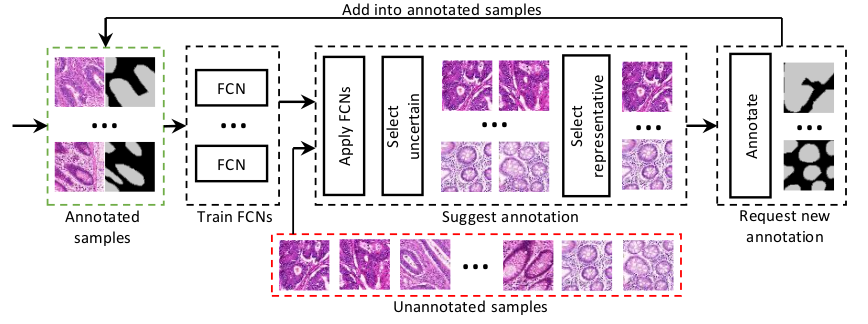 Add into annotated samples
FCN
...
FCN
Apply FCNs
Select
uncertain
Select
representative
Annotate
...
...
...
...
Annotated
samples
Train FCNs
Suggest annotation
Request new
annotation
...
Unannotated samples